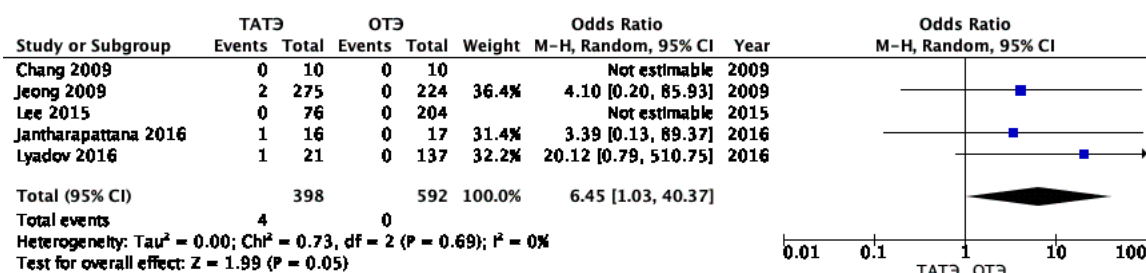 ТАТЭ ОТЭ Odds Ratio Odds Ratio
Study or Subgroup Events Total Events Total Weight M-H, Random, 95% CI Year M-H, Random, 95% CI
Chang 2009 0 10 0 10 Not estimable 2009
Jeong 2009 2 275 0 224 36.4% 4.10 [0.20, 85.93] 2009
Lee 2015 0 76 0 204 Not estimable 2015
Jantharapattana 2016 1 16 0 17 31.4% 3.39 [0.13, 89.37] 2016
Lyadov 2016 1 21 0 137 32.2% 20.12 [0.79, 510.75] 2016
Total (95% CI) 398 592 100.0% 6.45 [1.03, 40.37]
Total events 4 0
Heterogeneity: Tau² = 0.00; Chi² = 0.73, df = 2 (P = 0.69); I² = 0%
Test for overall effect: Z = 1.99 (P = 0.05)
0.01 0.1 1 10 100
ТАТЭ ОТЭ